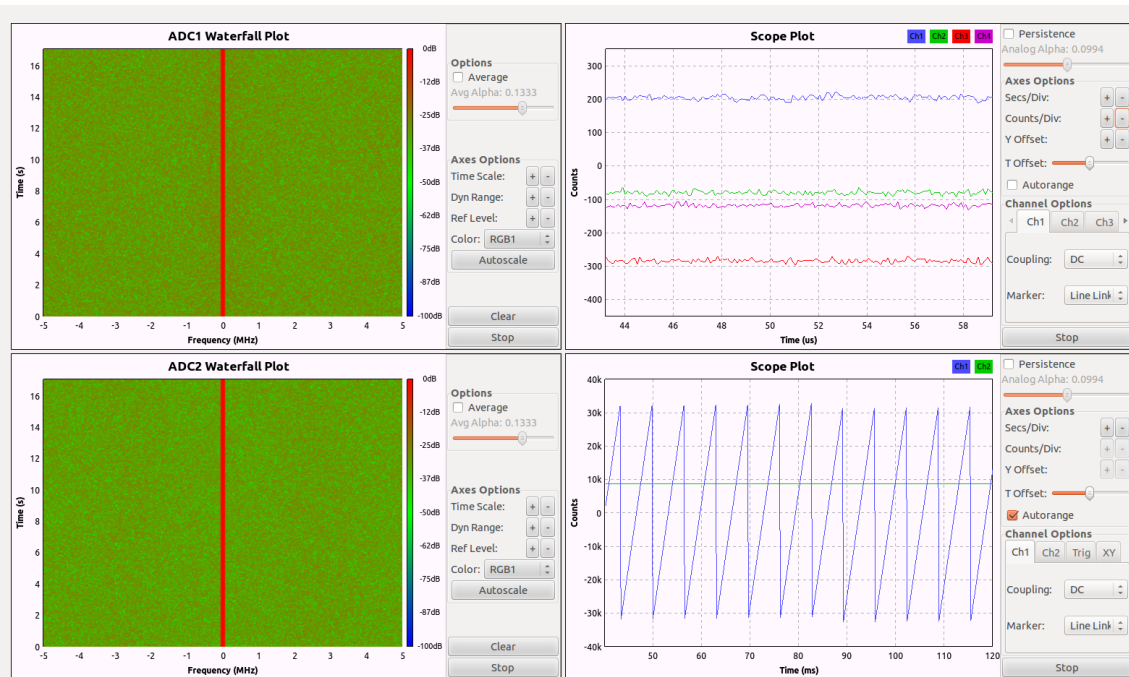 ADC1 Waterfall Plot
16
14
12
10
8
6
4
2
0
Time (s)
-5 -4 -3 -2 -1 0 1 2 3 4 5
Frequency (MHz)
0dB
-12dB
-25dB
-37dB
-50dB
-62dB
-75dB
-87dB
-100dB
Options
Average
Avg Alpha: 0.1333
Axes Options
Time Scale: + -
Dyn Range: + -
Ref Level: + -
Color: RGB1
Autoscale
Clear
Stop
Scope Plot
Ch1 Ch2 Ch3 Ch4
300
200
100
0
-100
-200
-300
-400
Counts
44 46 48 50 52 54 56 58
Time (us)
Persistence
Analog Alpha: 0.0994
Axes Options
Secs/Div: + -
Counts/Div: + -
Y Offset: + -
T Offset:
Autorange
Channel Options
Ch1 Ch2 Ch3
Coupling: DC
Marker: Line Link
Stop
ADC2 Waterfall Plot
16
14
12
10
8
6
4
2
0
Time (s)
-5 -4 -3 -2 -1 0 1 2 3 4 5
Frequency (MHz)
0dB
-12dB
-25dB
-37dB
-50dB
-62dB
-75dB
-87dB
-100dB
Options
Average
Avg Alpha: 0.1333
Axes Options
Time Scale: + -
Dyn Range: + -
Ref Level: + -
Color: RGB1
Autoscale
Clear
Stop
Scope Plot
Ch1 Ch2
40k
30k
20k
10k
0
-10k
-20k
-30k
-40k
Counts
50 60 70 80 90 100 110 120
Time (ms)
Persistence
Analog Alpha: 0.0994
Axes Options
Secs/Div: + -
Counts/Div: + -
Y Offset: + -
T Offset:
Autorange
Channel Options
Ch1 Ch2 Trig XY
Coupling: DC
Marker: Line Link
Stop